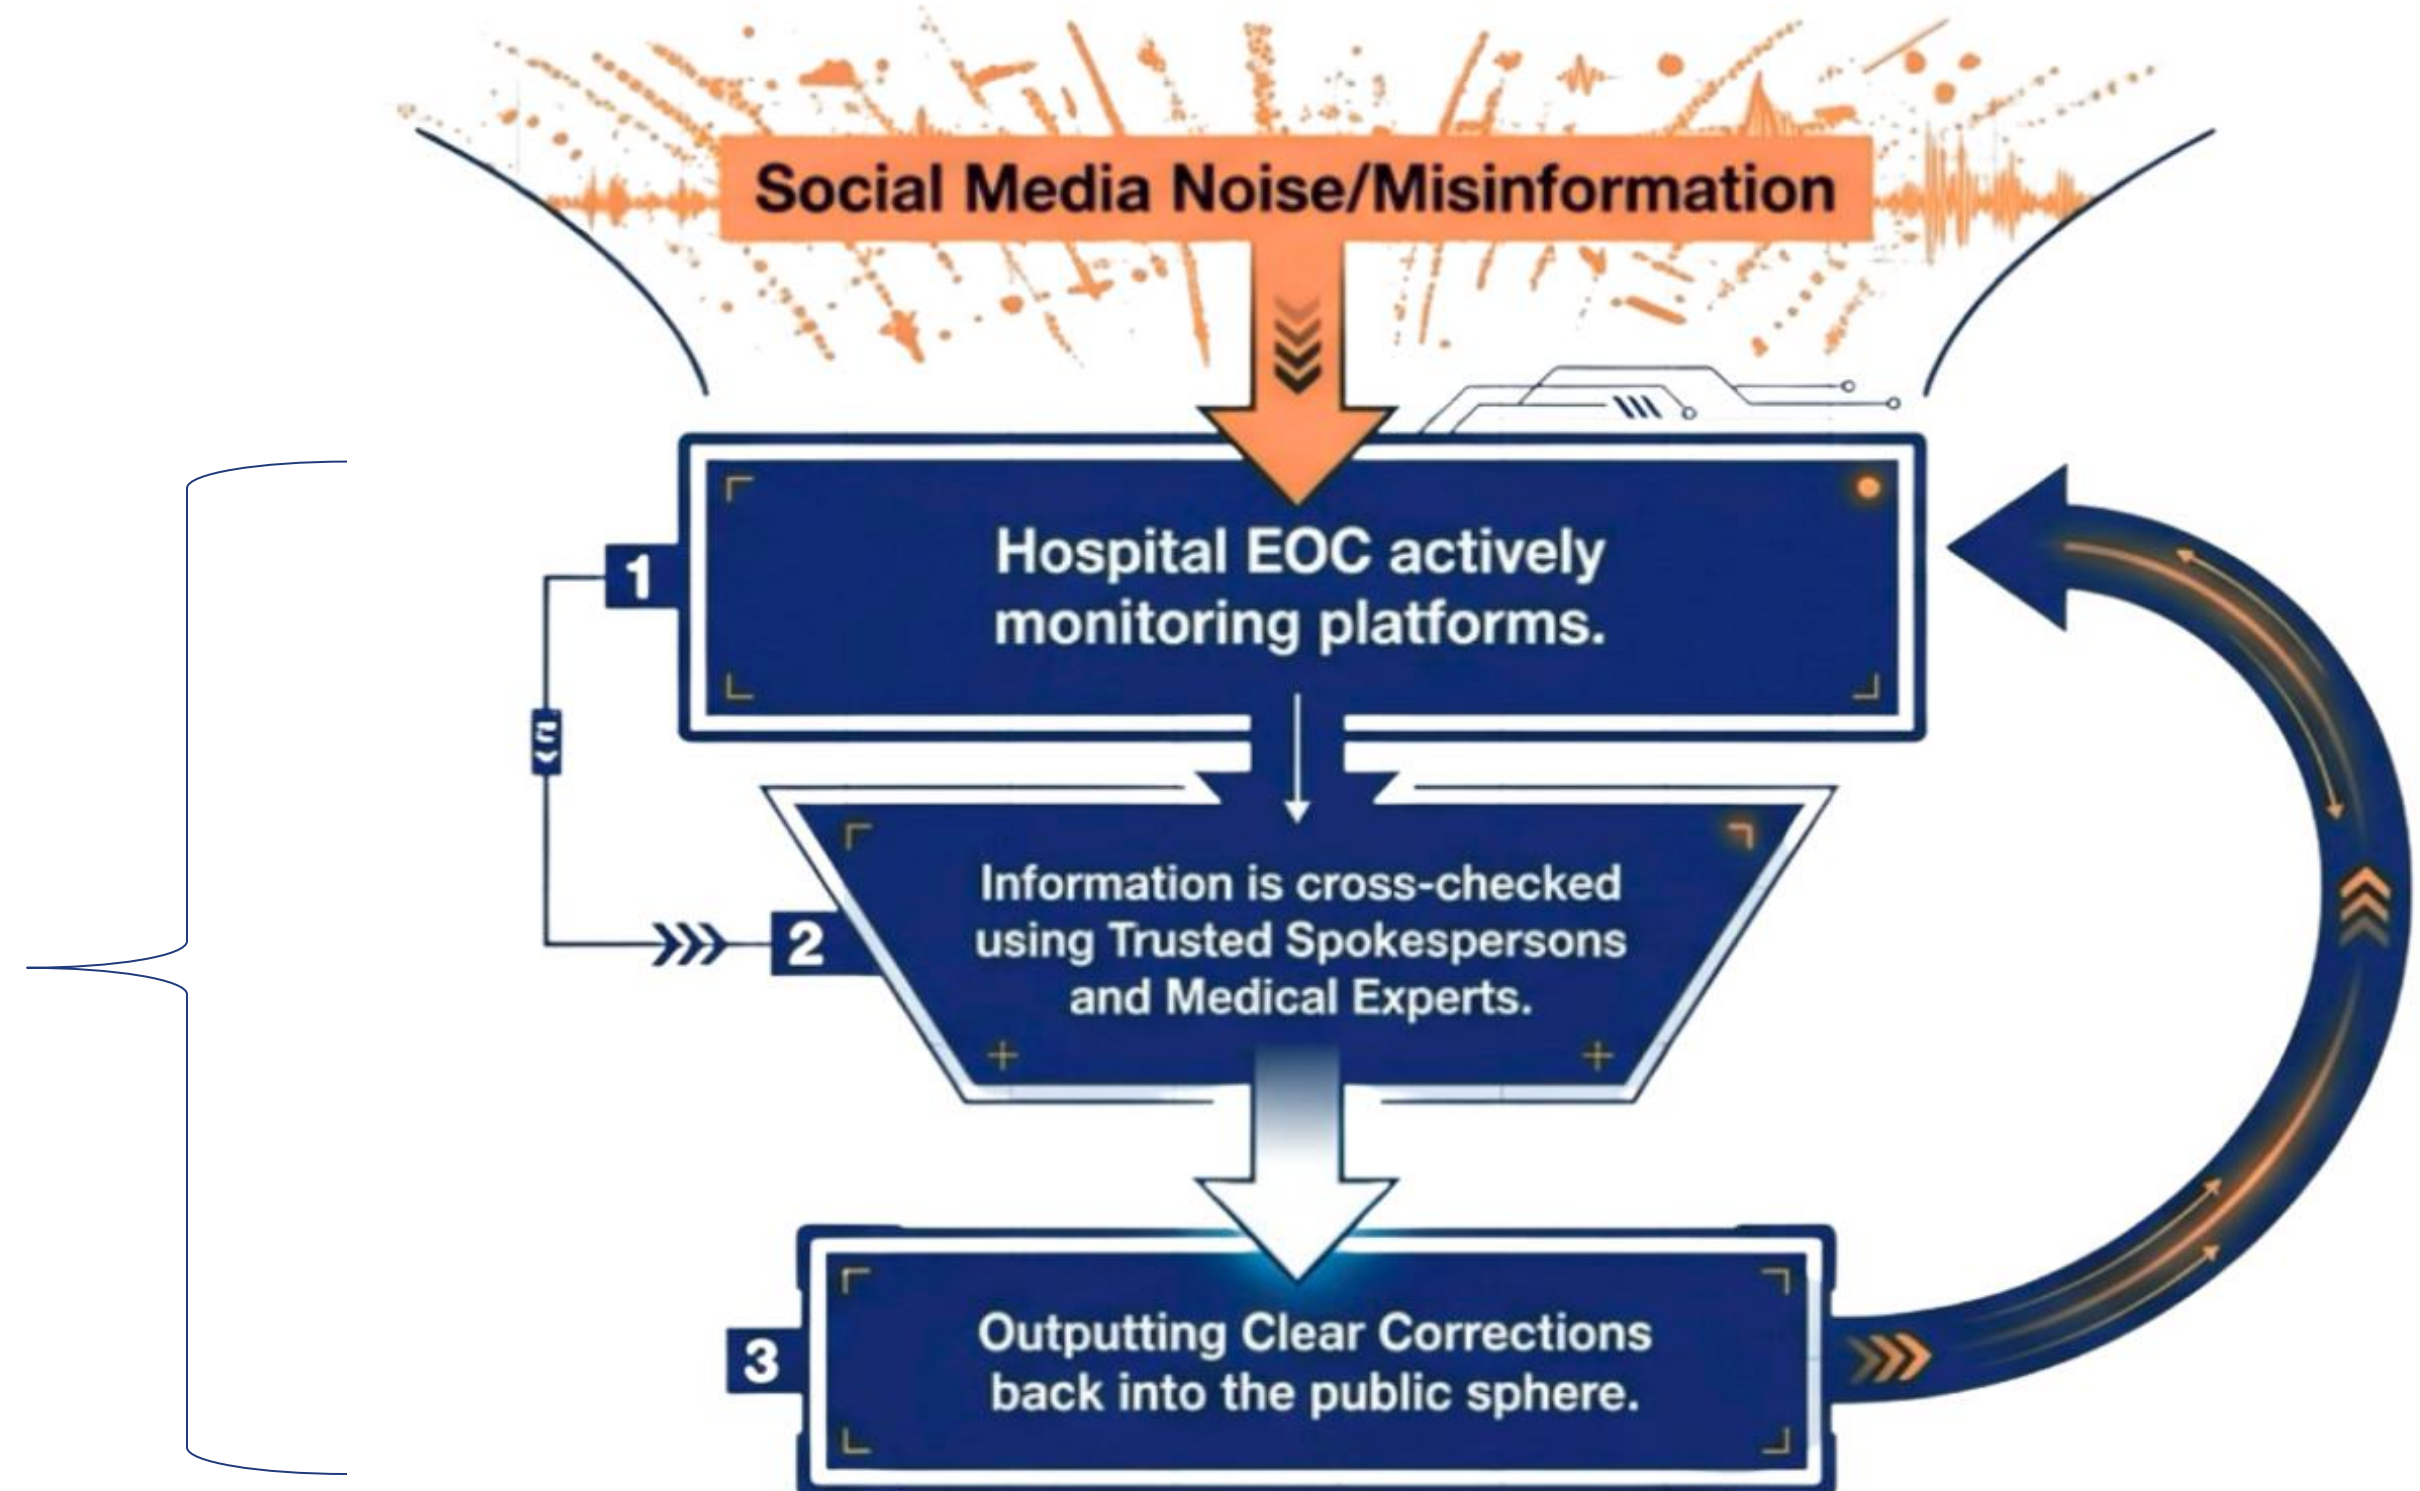 Social Media Noise/Misinformation
1
Hospital EOC actively
monitoring platforms.
2
Information is cross-checked
using Trusted Spokespersons
and Medical Experts.
3
Outputting Clear Corrections
back into the public sphere.